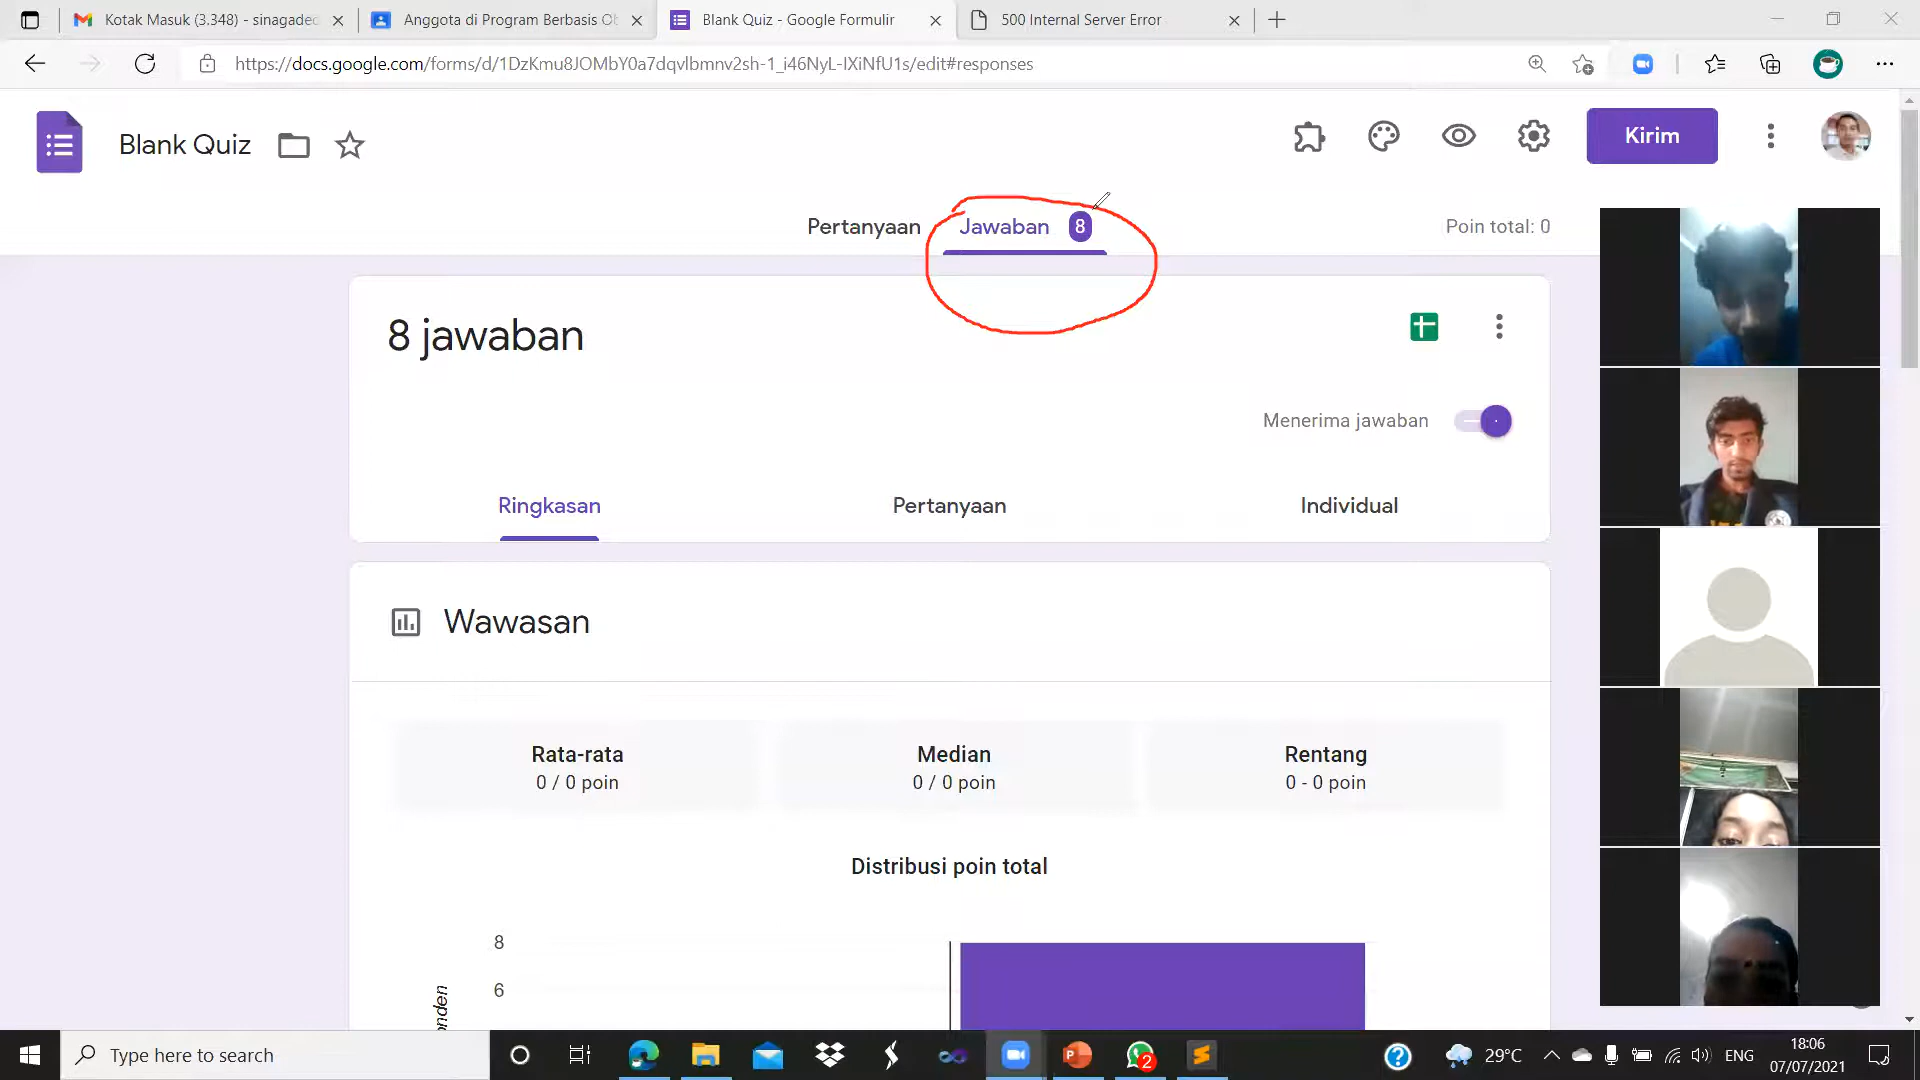 Kotak Masuk (3.348) - sinagadec
Anggota di Program Berbasis Ob
Blank Quiz - Google Formulir
500 Internal Server Error
https://docs.google.com/forms/d/1DzKmu8JOMbY0a7dqvlbmnv2sh-1_i46NyL-IXiNfU1s/edit#responses
Blank Quiz
Kirim
Pertanyaan
Jawaban 8
Poin total: 0
8 jawaban
Menerima jawaban
Ringkasan
Pertanyaan
Individual
Wawasan
Rata-rata
0 / 0 poin
Median
0 / 0 poin
Rentang
0 - 0 poin
Distribusi poin total
8
6
onden
Type here to search
2
29°C
ENG
18:06
07/07/2021